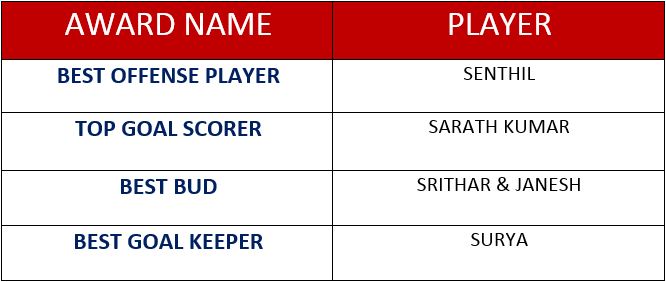 AWARD NAME PLAYER
BEST OFFENSE PLAYER SENTHIL
TOP GOAL SCORER SARATH KUMAR
BEST BUD SRITHAR & JANESH
BEST GOAL KEEPER SURYA